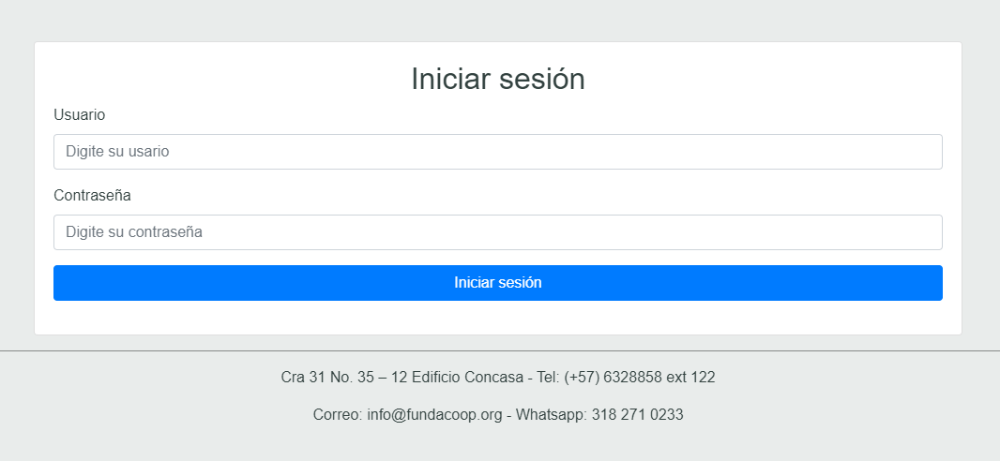 Iniciar sesión
Usuario
Digite su usario
Contraseña
Digite su contraseña
Iniciar sesión
Cra 31 No. 35 – 12 Edificio Concasa - Tel: (+57) 6328858 ext 122
Correo: info@fundacoop.org - Whatsapp: 318 271 0233